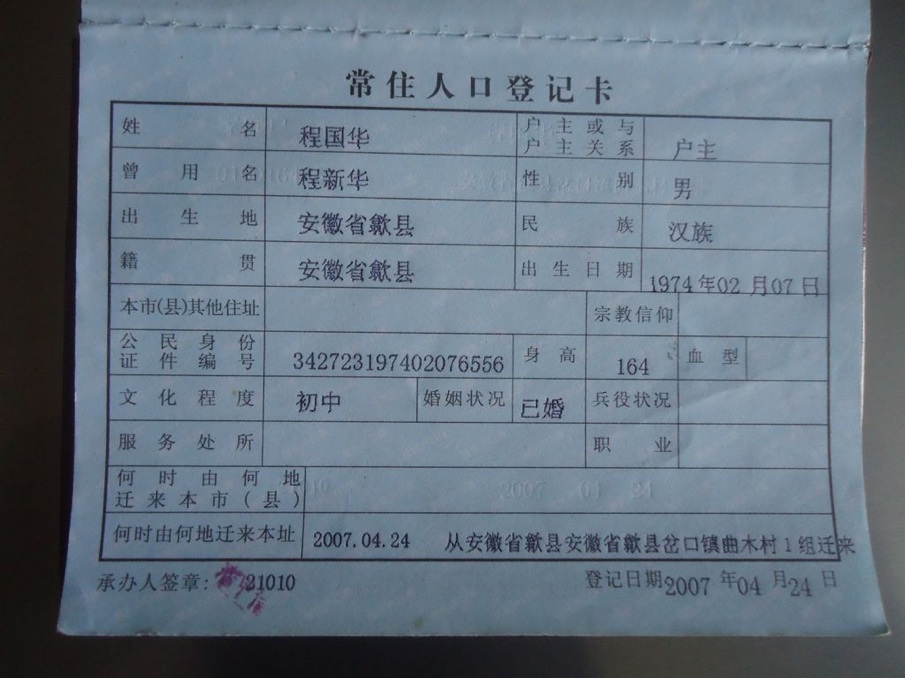 常住人口登记卡
姓名 程国华 户主或与户主关系 户主
曾用名 程新华 性别 男
出生地 安徽省歙县 民族 汉族
籍贯 安徽省歙县 出生日期 1974年02月07日
本市(县)其他住址 宗教信仰
公民身份证件编号 342723197402076556 身高 164 血型
文化程度 初中 婚姻状况 已婚 兵役状况
服务处所 职业
何时由何地迁来本市(县)
何时由何地迁来本址 2007.04.24 从安徽省歙县安徽省歙县岔口镇曲木村1组迁来
承办人签章: 21010 登记日期2007年04月24日